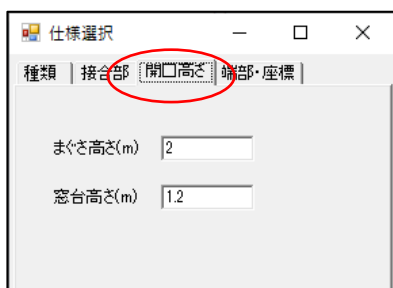 仕様選択
種類 接合部 開口高さ 端部・座標
まぐさ高さ(m) 2
窓台高さ(m) 1.2